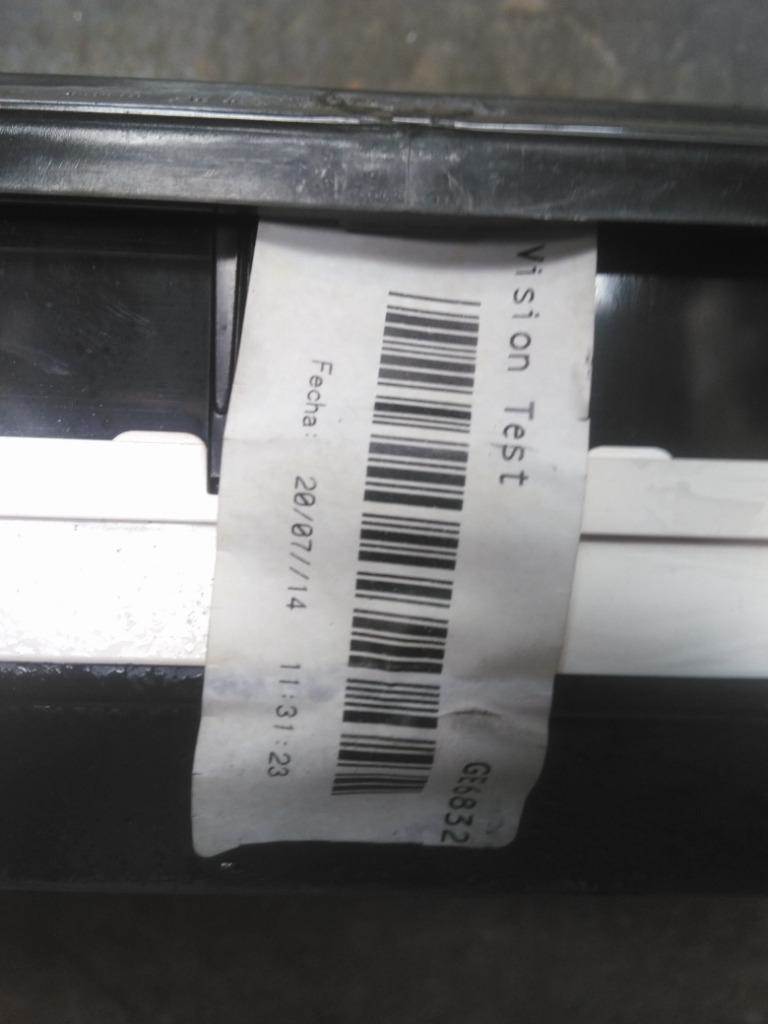 Vision Test
GE6832
Fecha: 20/07//14 11:31:23